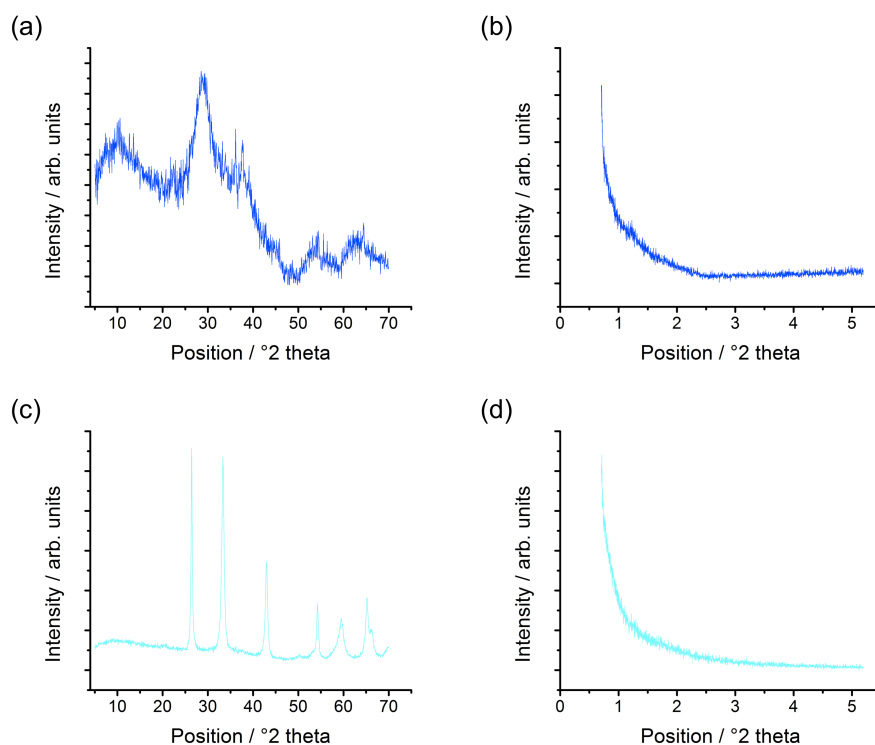 (a)
Intensity / arb. units
10 20 30 40 50 60 70
Position / °2 theta
(b)
Intensity / arb. units
0 1 2 3 4 5
Position / °2 theta
(c)
Intensity / arb. units
10 20 30 40 50 60 70
Position / °2 theta
(d)
Intensity / arb. units
0 1 2 3 4 5
Position / °2 theta